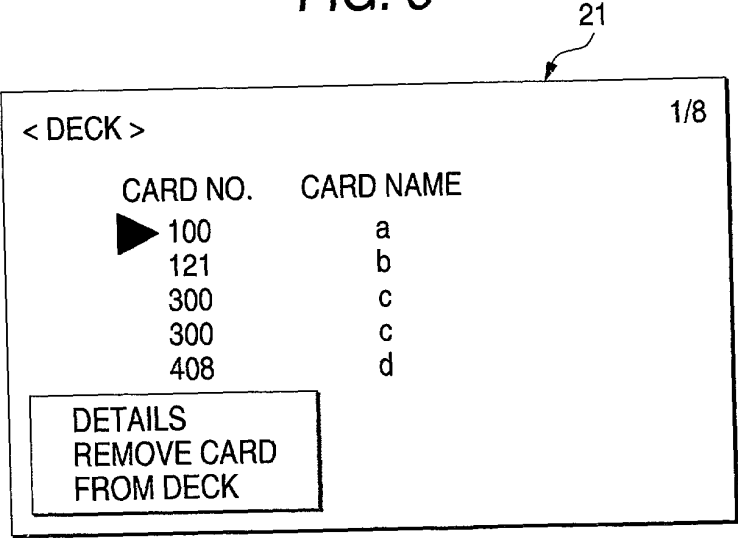 21
< DECK >
1/8
CARD NO. CARD NAME
100 a
121 b
300 c
300 c
408 d
DETAILS
REMOVE CARD
FROM DECK